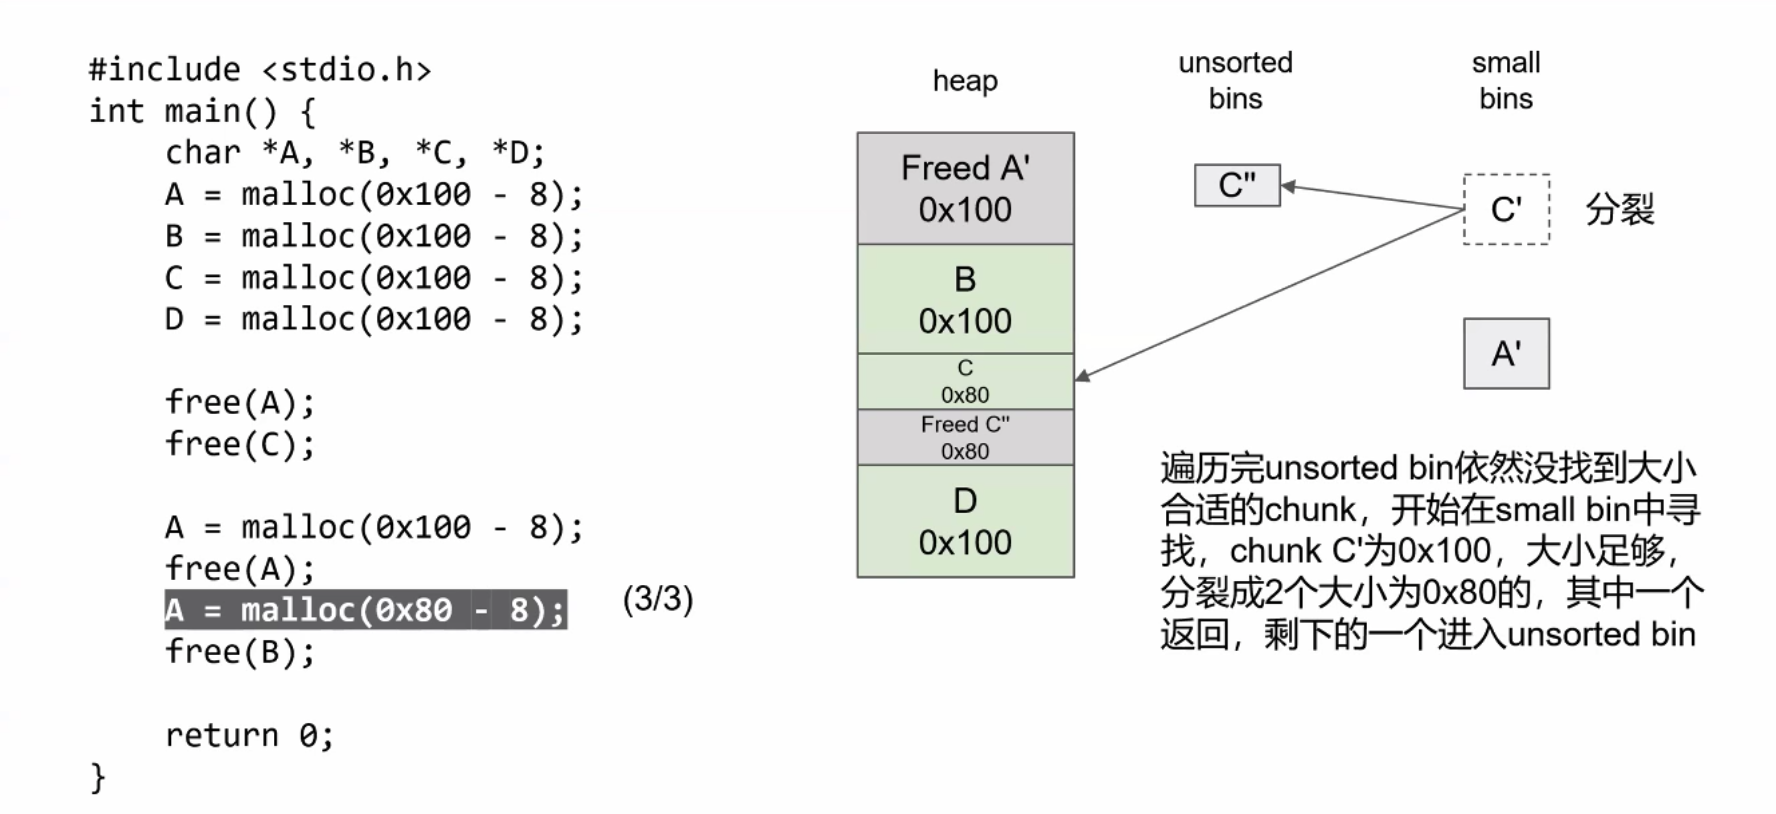 #include <stdio.h>
int main() {
char *A, *B, *C, *D;
A = malloc(0x100 - 8);
B = malloc(0x100 - 8);
C = malloc(0x100 - 8);
D = malloc(0x100 - 8);
free(A);
free(C);
A = malloc(0x100 - 8);
free(A);
A = malloc(0x80 - 8);
(3/3)
free(B);
return 0;
}
heap
Freed A'
0x100
B
0x100
C
0x80
Freed C"
0x80
D
0x100
unsorted
bins
C"
small
bins
C'
分裂
A'
遍历完unsorted bin依然没找到大小
合适的chunk，开始在small bin中寻
找，chunk C'为0x100，大小足够，
分裂成2个大小为0x80的，其中一个
返回，剩下的一个进入unsorted bin